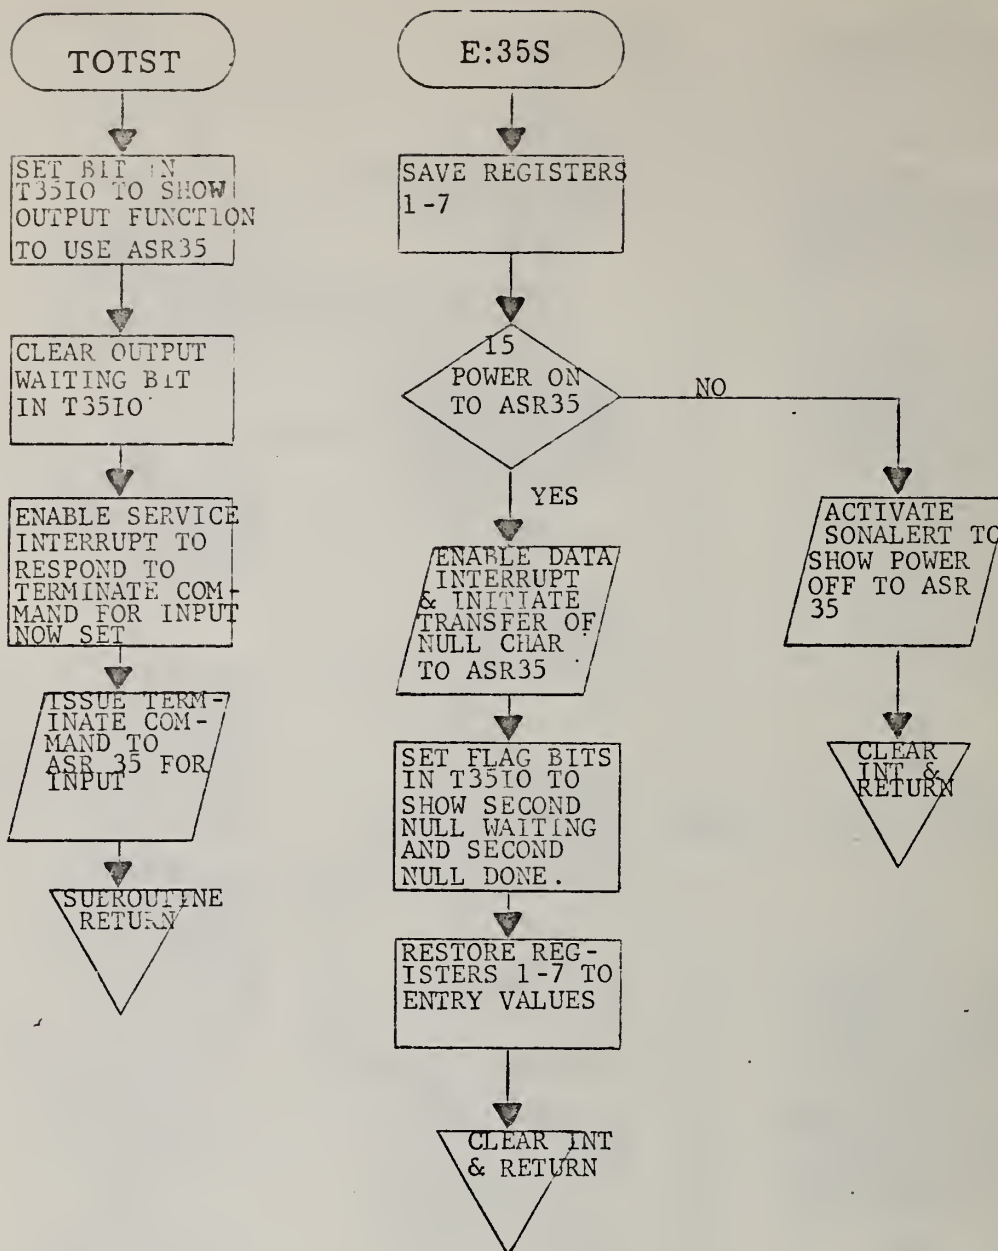 TOTST
SET BIT IN
T35IO TO SHOW
OUTPUT FUNCTION
TO USE ASR35
CLEAR OUTPUT
WAITING BIT
IN T35IO
ENABLE SERVICE
INTERRUPT TO
RESPOND TO
TERMINATE COM-
MAND FOR INPUT
NOW SET
ISSUE TERM-
INATE COM-
MAND TO
ASR 35 FOR
INPUT
SUBROUTINE
RETURN
E:35S
SAVE REGISTERS
1-7
15
POWER ON
TO ASR35
NO
YES
ENABLE DATA
INTERRUPT
& INITIATE
TRANSFER OF
NULL CHAR
TO ASR35
SET FLAG BITS
IN T35IO TO
SHOW SECOND
NULL WAITING
AND SECOND
NULL DONE.
RESTORE REG-
ISTERS 1-7 TO
ENTRY VALUES
CLEAR INT
& RETURN
ACTIVATE
SONALERT TO
SHOW POWER
OFF TO ASR
35
CLEAR
INT &
RETURN